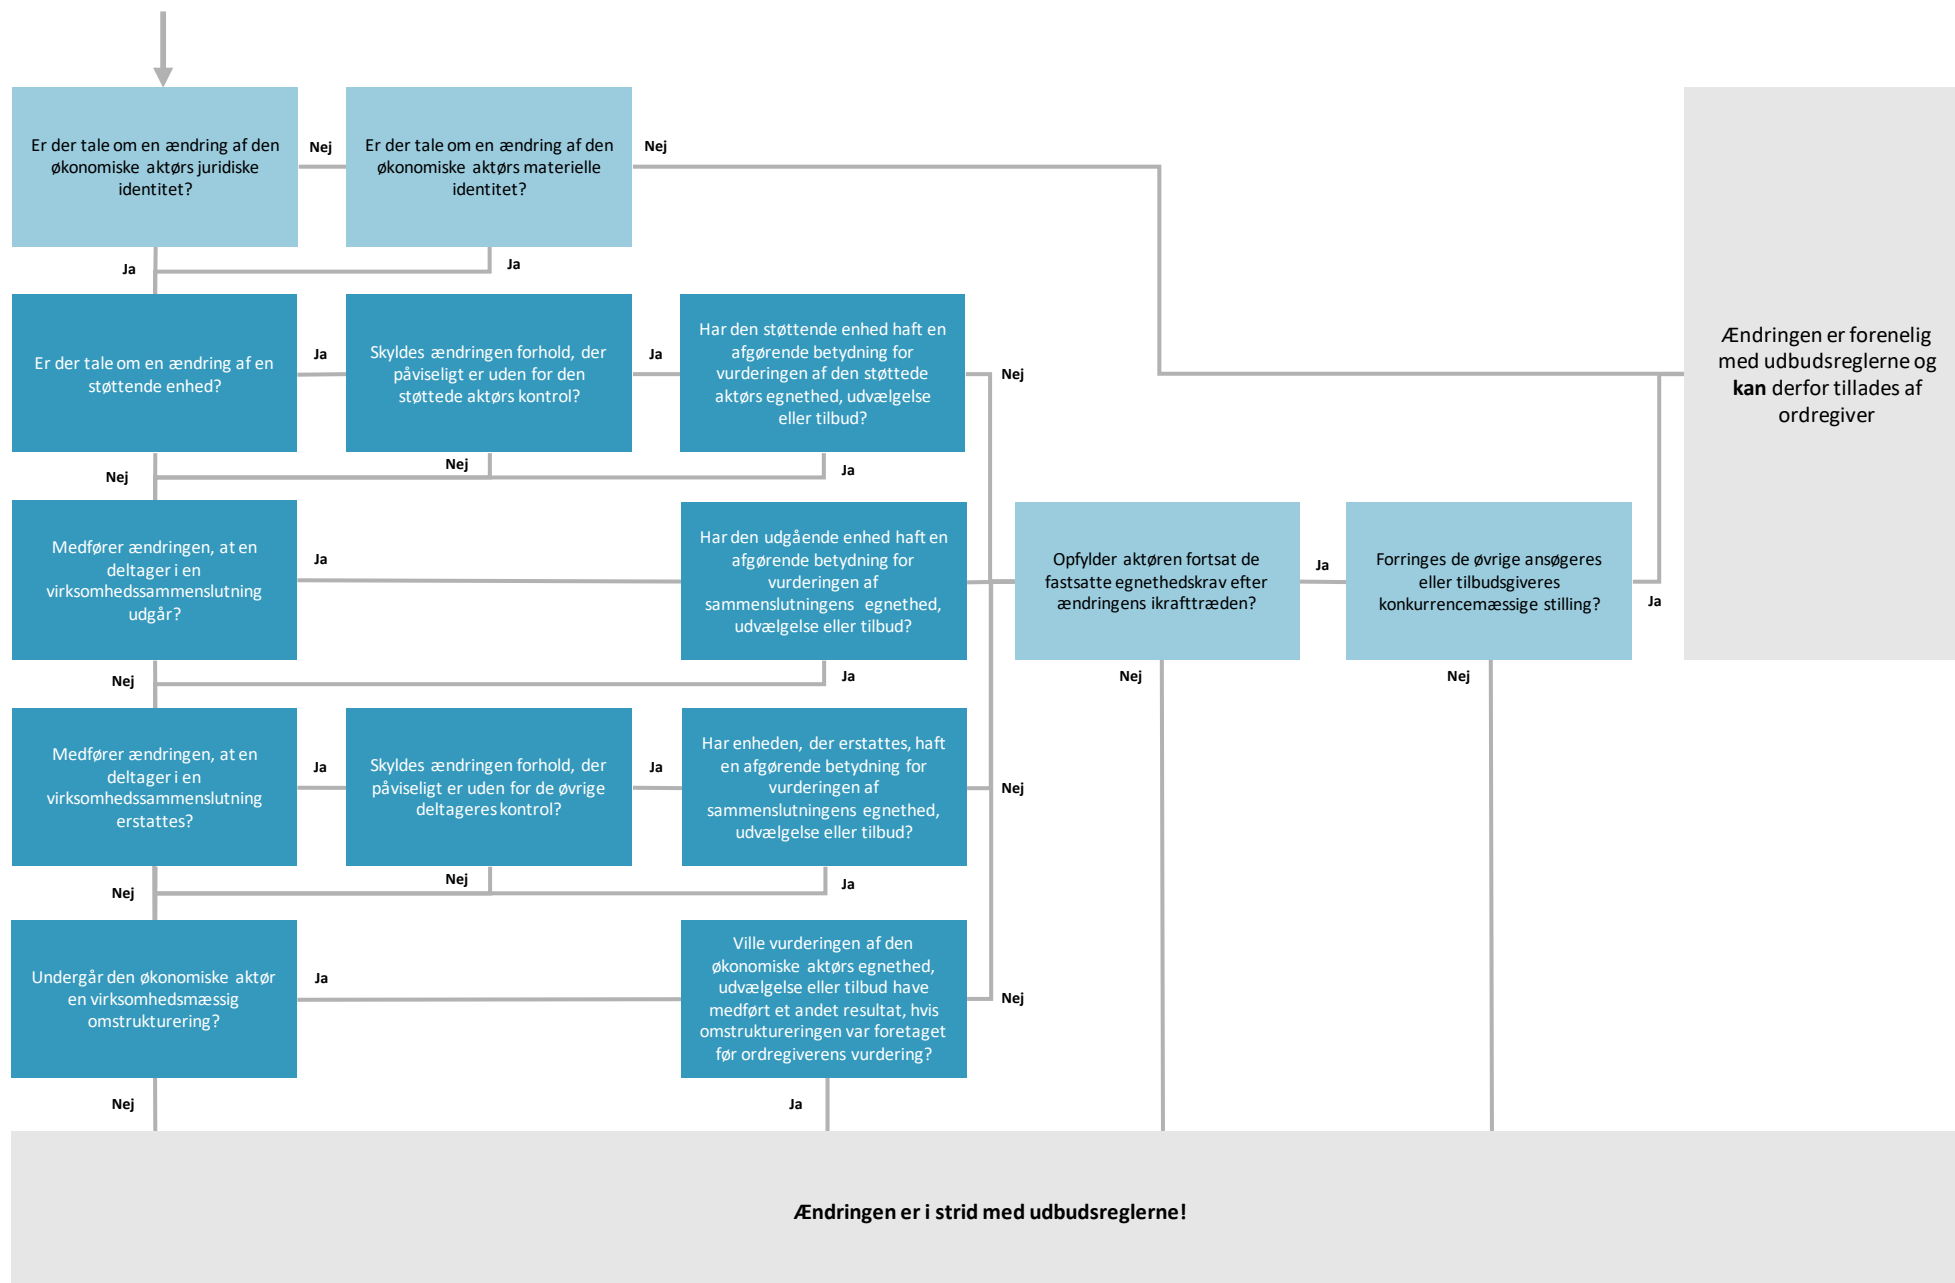 Er der tale om en ændring af den
økonomiske aktørs juridiske
identitet?
Nej
Er der tale om en ændring af den
økonomiske aktørs materielle
identitet?
Nej
Ja
Ja
Er der tale om en ændring af en
støttende enhed?
Ja
Skyldes ændringen forhold, der
påviseligt er uden for den
støttede aktørs kontrol?
Ja
Har den støttende enhed haft en
afgørende betydning for
vurderingen af den støttede
aktørs egnethed, udvælgelse
eller tilbud?
Nej
Ændringen er forenelig
med udbudsreglerne og
kan derfor tillades af
ordregiver
Nej
Nej
Ja
Medfører ændringen, at en
deltager i en
virksomhedssammenslutning
udgår?
Ja
Har den udgående enhed haft en
afgørende betydning for
vurderingen af
sammenslutningens egnethed,
udvælgelse eller tilbud?
Opfylder aktøren fortsat de
fastsatte egnethedskrav efter
ændringens ikrafttræden?
Ja
Forringes de øvrige ansøgeres
eller tilbudsgiveres
konkurrencemæssige stilling?
Ja
Nej
Ja
Nej
Nej
Medfører ændringen, at en
deltager i en
virksomhedssammenslutning
erstattes?
Ja
Skyldes ændringen forhold, der
påviseligt er uden for de øvrige
deltageres kontrol?
Ja
Har enheden, der erstattes, haft
en afgørende betydning for
vurderingen af
sammenslutningens egnethed,
udvælgelse eller tilbud?
Nej
Nej
Nej
Ja
Undergår den økonomiske aktør
en virksomhedsmæssig
omstrukturering?
Ja
Ville vurderingen af den
økonomiske aktørs egnethed,
udvælgelse eller tilbud have
medført et andet resultat, hvis
omstruktureringen var foretaget
før ordregiverens vurdering?
Nej
Nej
Ja
Ændringen er i strid med udbudsreglerne!